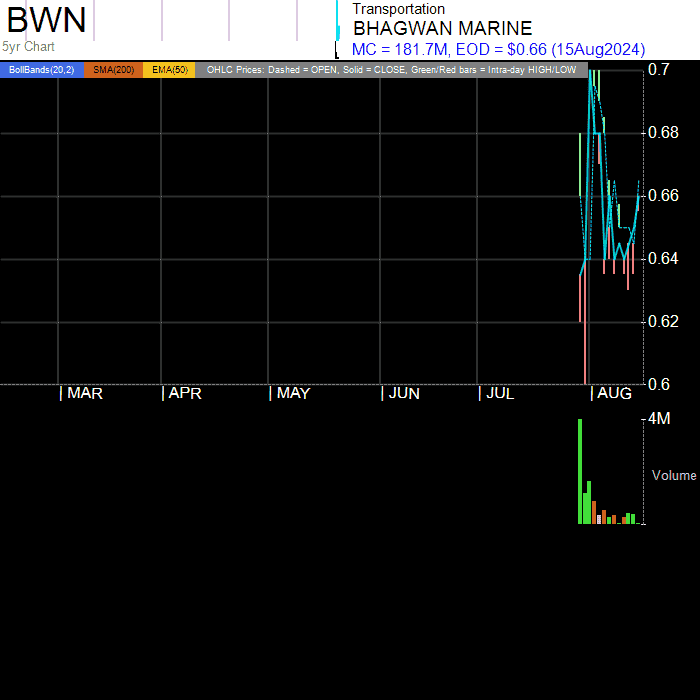 BWN
5yr Chart
Transportation
BHAGWAN MARINE
MC = 181.7M, EOD = $0.66 (15Aug2024)
BollBands(20,2) SMA(200) EMA(50) OHLC Prices: Dashed = OPEN, Solid = CLOSE, Green/Red bars = Intra-day HIGH/LOW
0.7
0.68
0.66
0.64
0.62
0.6
MAR APR MAY JUN JUL AUG
4M
Volume